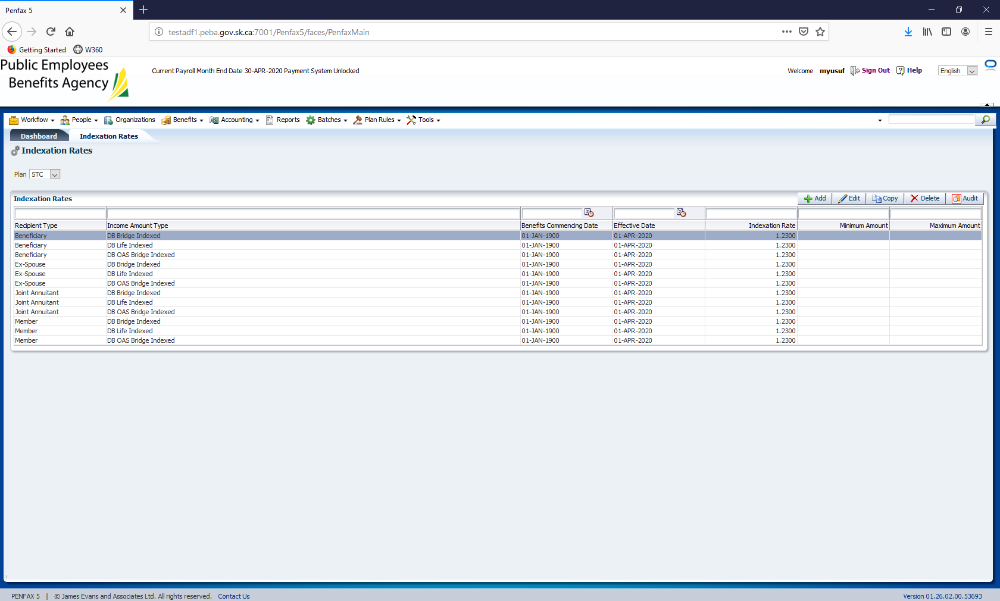 Penfax 5
testadf1.peba.gov.sk.ca:7001/Penfax5/faces/PenfaxMain
Getting Started W360
Public Employees
Benefits Agency
Current Payroll Month End Date 30-APR-2020 Payment System Unlocked
Welcome myusuf Sign Out Help English
Workflow People Organizations Benefits Accounting Reports Batches Plan Rules Tools
Dashboard Indexation Rates
Indexation Rates
Plan STC
Indexation Rates Add Edit Copy Delete Audit
Recipient Type Income Amount Type Benefits Commencing Date Effective Date Indexation Rate Minimum Amount Maximum Amount
Beneficiary DB Bridge Indexed 01-JAN-1900 01-APR-2020 1.2300
Beneficiary DB Life Indexed 01-JAN-1900 01-APR-2020 1.2300
Beneficiary DB OAS Bridge Indexed 01-JAN-1900 01-APR-2020 1.2300
Ex-Spouse DB Bridge Indexed 01-JAN-1900 01-APR-2020 1.2300
Ex-Spouse DB Life Indexed 01-JAN-1900 01-APR-2020 1.2300
Ex-Spouse DB OAS Bridge Indexed 01-JAN-1900 01-APR-2020 1.2300
Joint Annuitant DB Bridge Indexed 01-JAN-1900 01-APR-2020 1.2300
Joint Annuitant DB Life Indexed 01-JAN-1900 01-APR-2020 1.2300
Joint Annuitant DB OAS Bridge Indexed 01-JAN-1900 01-APR-2020 1.2300
Member DB Bridge Indexed 01-JAN-1900 01-APR-2020 1.2300
Member DB Life Indexed 01-JAN-1900 01-APR-2020 1.2300
Member DB OAS Bridge Indexed 01-JAN-1900 01-APR-2020 1.2300
PENFAX 5 | © James Evans and Associates Ltd. All rights reserved. Contact Us Version 01.26.02.00.53693